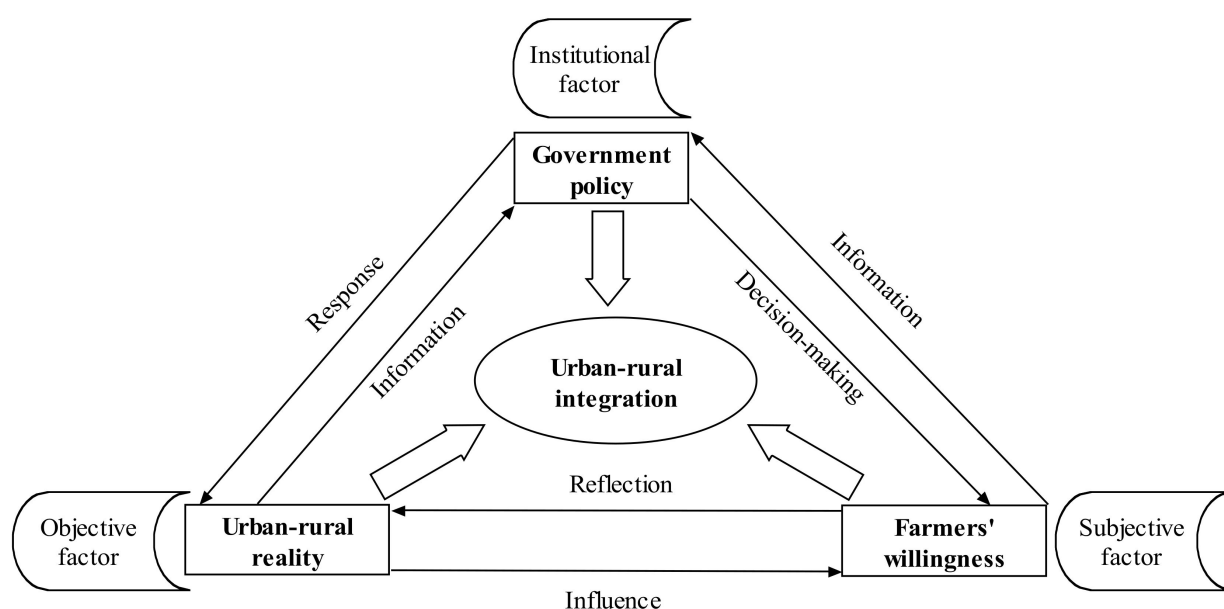 Institutional
factor
Government
policy
Response
Information
Decision-making
Information
Urban-rural
integration
Reflection
Objective
factor
Urban-rural
reality
Farmers'
willingness
Subjective
factor
Influence